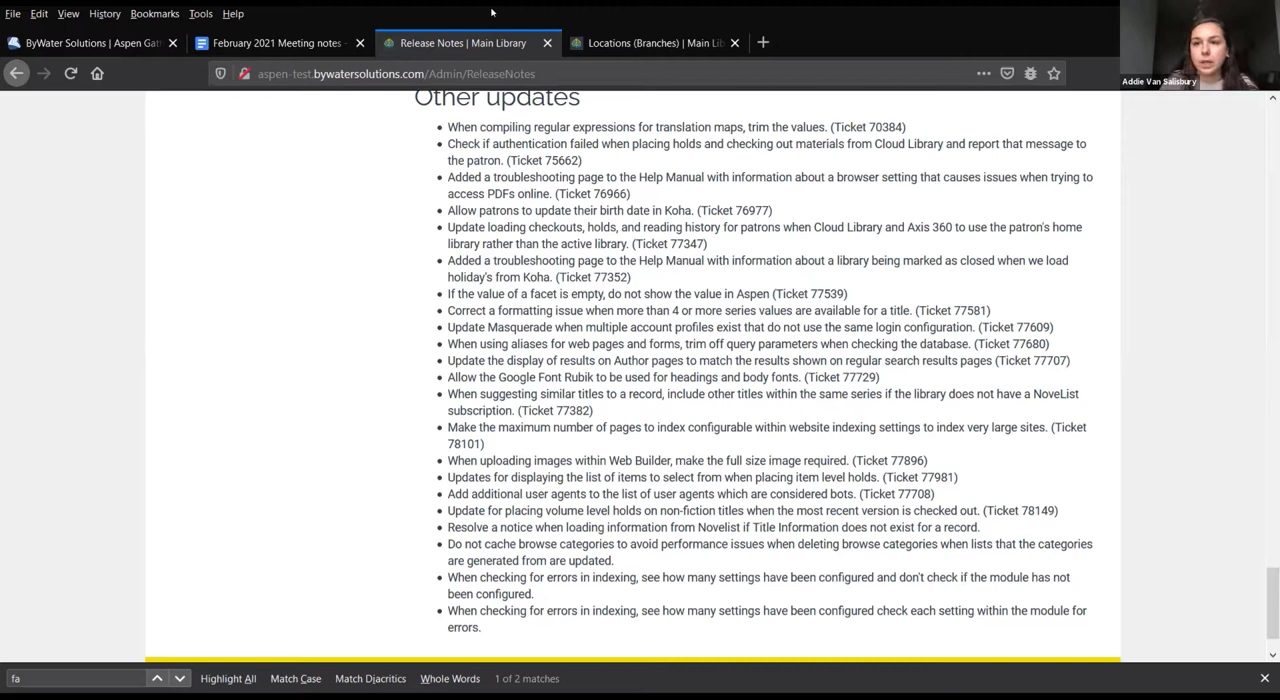 File Edit View History Bookmarks Tools Help
ByWater Solutions | Aspen Gat
February 2021 Meeting notes -
Release Notes | Main Library
Locations (Branches) | Main Lib
aspen-test.bywatersolutions.com/Admin/ReleaseNotes
Addie Van Salisbury
Other updates
• When compiling regular expressions for translation maps, trim the values. (Ticket 70384)
• Check if authentication failed when placing holds and checking out materials from Cloud Library and report that message to
the patron. (Ticket 75662)
• Added a troubleshooting page to the Help Manual with information about a browser setting that causes issues when trying to
access PDFs online. (Ticket 76966)
• Allow patrons to update their birth date in Koha. (Ticket 76977)
• Update loading checkouts, holds, and reading history for patrons when Cloud Library and Axis 360 to use the patron's home
library rather than the active library. (Ticket 77347)
• Added a troubleshooting page to the Help Manual with information about a library being marked as closed when we load
holiday's from Koha. (Ticket 77352)
• If the value of a facet is empty, do not show the value in Aspen (Ticket 77539)
• Correct a formatting issue when more than 4 or more series values are available for a title. (Ticket 77581)
• Update Masquerade when multiple account profiles exist that do not use the same login configuration. (Ticket 77609)
• When using aliases for web pages and forms, trim off query parameters when checking the database. (Ticket 77680)
• Update the display of results on Author pages to match the results shown on regular search results pages (Ticket 77707)
• Allow the Google Font Rubik to be used for headings and body fonts. (Ticket 77729)
• When suggesting similar titles to a record, include other titles within the same series if the library does not have a NoveList
subscription. (Ticket 77382)
• Make the maximum number of pages to index configurable within website indexing settings to index very large sites. (Ticket
78101)
• When uploading images within Web Builder, make the full size image required. (Ticket 77896)
• Updates for displaying the list of items to select from when placing item level holds. (Ticket 77981)
• Add additional user agents to the list of user agents which are considered bots. (Ticket 77708)
• Update for placing volume level holds on non-fiction titles when the most recent version is checked out. (Ticket 78149)
• Resolve a notice when loading information from Novelist if Title Information does not exist for a record.
• Do not cache browse categories to avoid performance issues when deleting browse categories when lists that the categories
are generated from are updated.
• When checking for errors in indexing, see how many settings have been configured and don't check if the module has not
been configured.
• When checking for errors in indexing, see how many settings have been configured check each setting within the module for
errors.
fa
Highlight All Match Case Match Diacritics Whole Words 1 of 2 matches